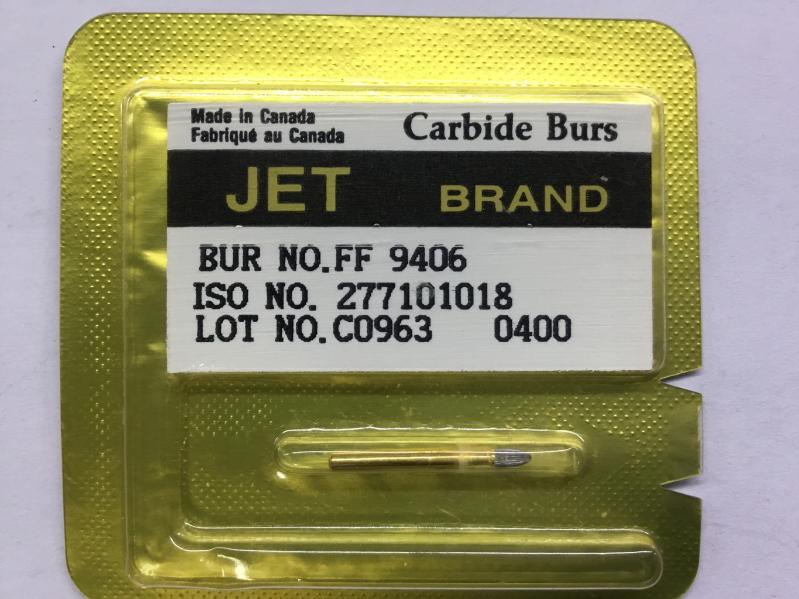 Made in Canada
Fabriqué au Canada
Carbide Burs
JET BRAND
BUR NO.FF 9406
ISO NO. 277101018
LOT NO.C0963 0400